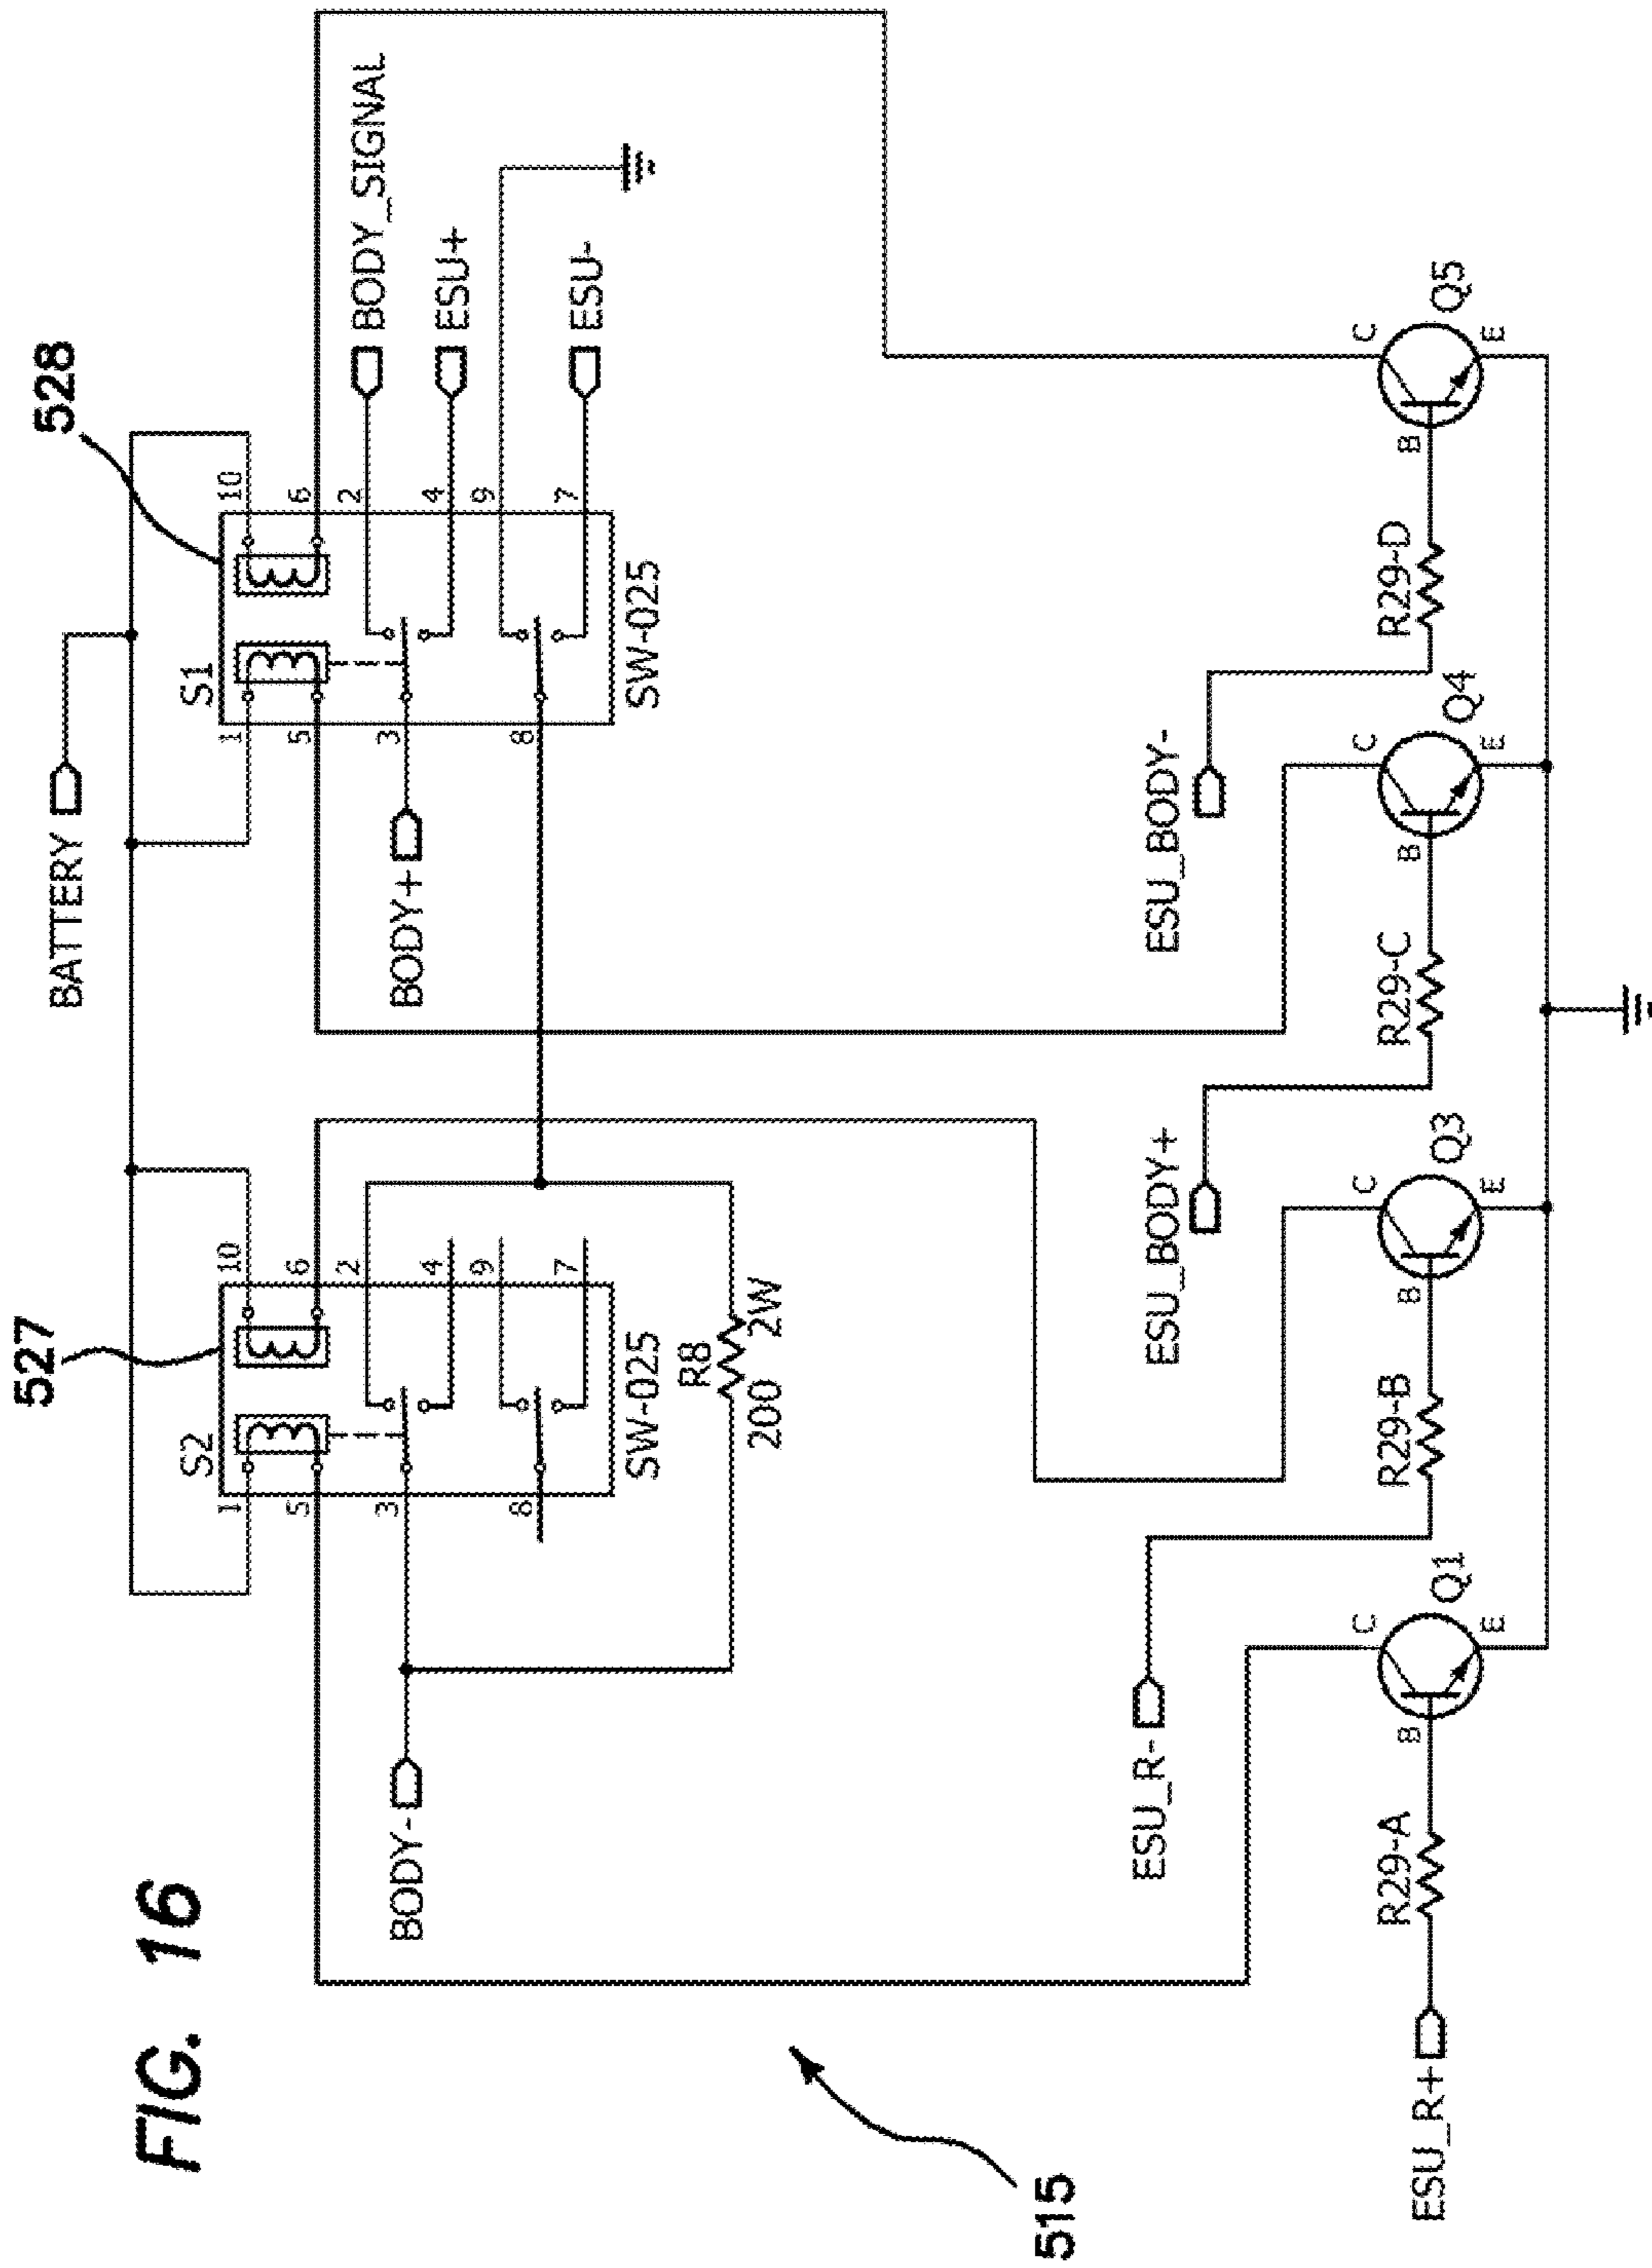 FIG. 16
515
527
528
BATTERY
S2
1
5
3
8
10
6
2
4
9
7
SW-025
R8
200 2W
BODY-
S1
1
5
3
8
10
6
2
4
9
7
SW-025
BODY+
BODY_SIGNAL
ESU+
ESU-
ESU_R+
R29-A
B
C
E
Q1
ESU_R-
R29-B
B
C
E
Q3
ESU_BODY+
R29-C
B
C
E
Q4
ESU_BODY-
R29-D
B
C
E
Q5